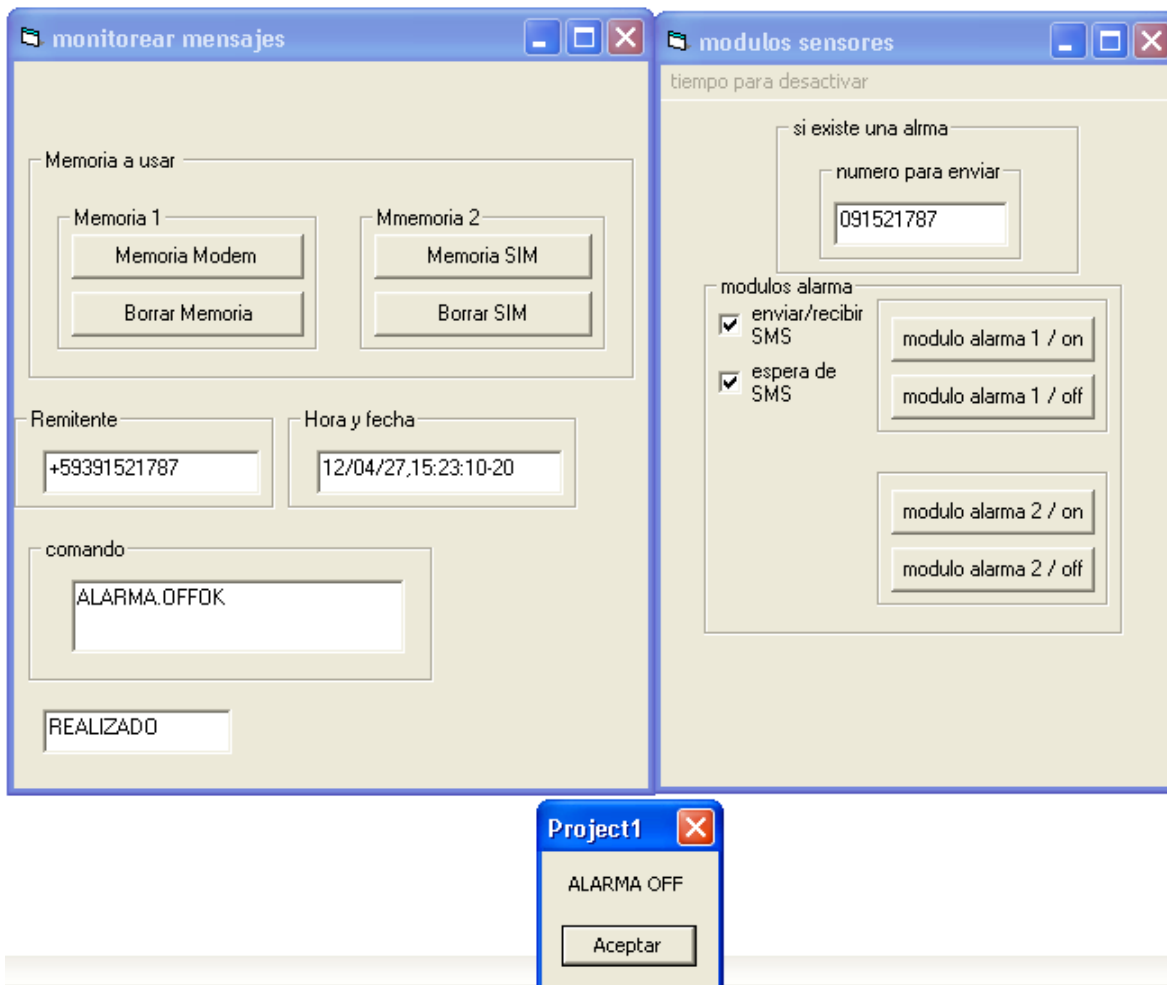 monitorear mensajes
Memoria a usar
Memoria 1
Memoria Modem
Borrar Memoria
Mmemoria 2
Memoria SIM
Borrar SIM
Remitente
+59391521787
Hora y fecha
12/04/27,15:23:10-20
comando
ALARMA.OFFOK
REALIZADO
modulos sensores
tiempo para desactivar
si existe una alrma
numero para enviar
091521787
modulos alarma
enviar/recibir
SMS
espera de
SMS
modulo alarma 1 / on
modulo alarma 1 / off
modulo alarma 2 / on
modulo alarma 2 / off
Project1
ALARMA OFF
Aceptar